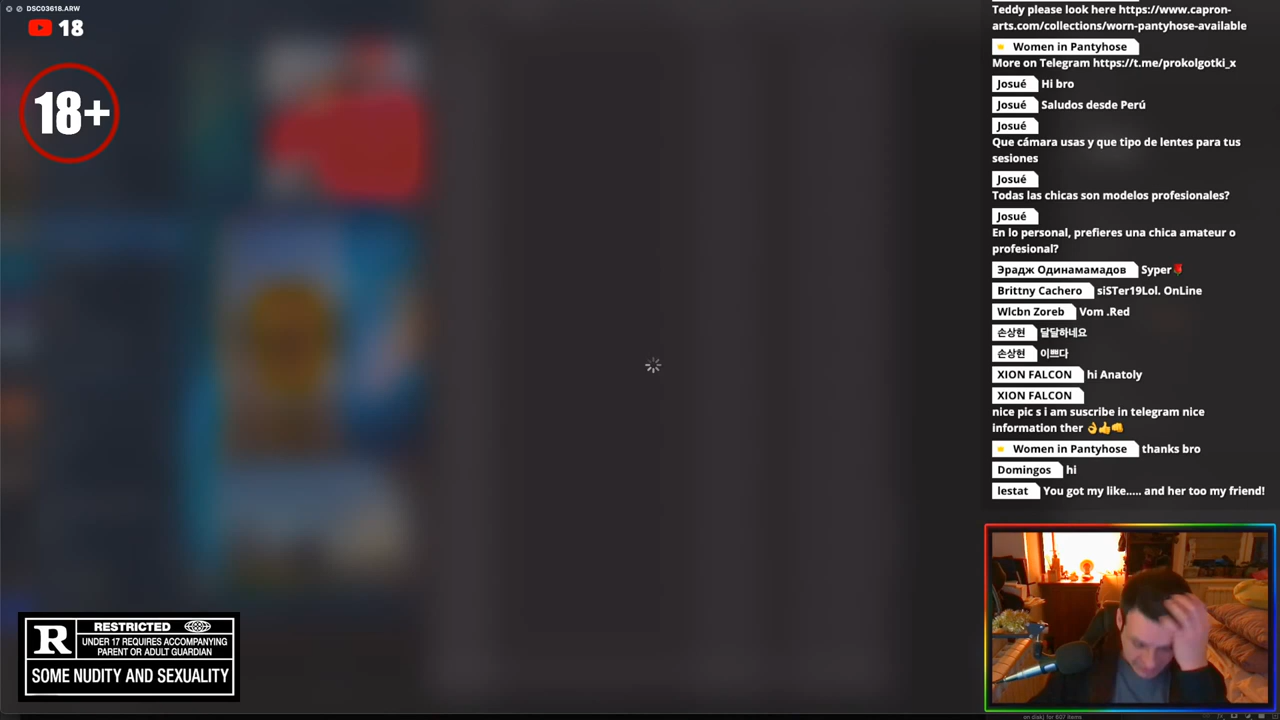 DSC03618.ARW
18
18+
RESTRICTED
R
UNDER 17 REQUIRES ACCOMPANYING
PARENT OR ADULT GUARDIAN
SOME NUDITY AND SEXUALITY
Teddy please look here https://www.capron-
arts.com/collections/worn-pantyhose-available
Women in Pantyhose
More on Telegram https://t.me/prokolgotki_x
Josué Hi bro
Josué Saludos desde Perú
Josué
Que cámara usas y que tipo de lentes para tus
sesiones
Josué
Todas las chicas son modelos profesionales?
Josué
En lo personal, prefieres una chica amateur o
profesional?
Эрадж Одинамамадов Syper🌹
Brittny Cachero siSTer19Lol. OnLine
Wlcbn Zoreb Vom .Red
손상현 달달하네요
손상현 이쁘다
XION FALCON hi Anatoly
XION FALCON
nice pic s i am suscribe in telegram nice
information ther 👌👍👊
Women in Pantyhose thanks bro
Domingos hi
lestat You got my like..... and her too my friend!
on disk) for 607 items